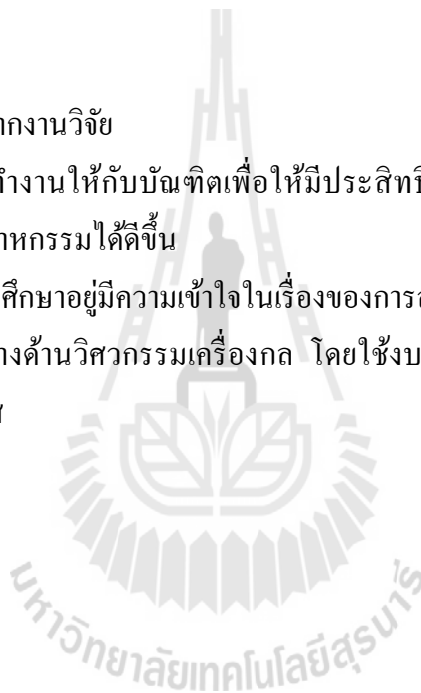 ากงานวิจัย
ทำงานให้กับบัณฑิตเพื่อให้มีประสิทธิ
าหกรรมได้ดีขึ้น
ศึกษาอยู่มีความเข้าใจในเรื่องของการ
างด้านวิศวกรรมเครื่องกล โดยใช้งบ
มหาวิทยาลัยเทคโนโลยีสุรนารี